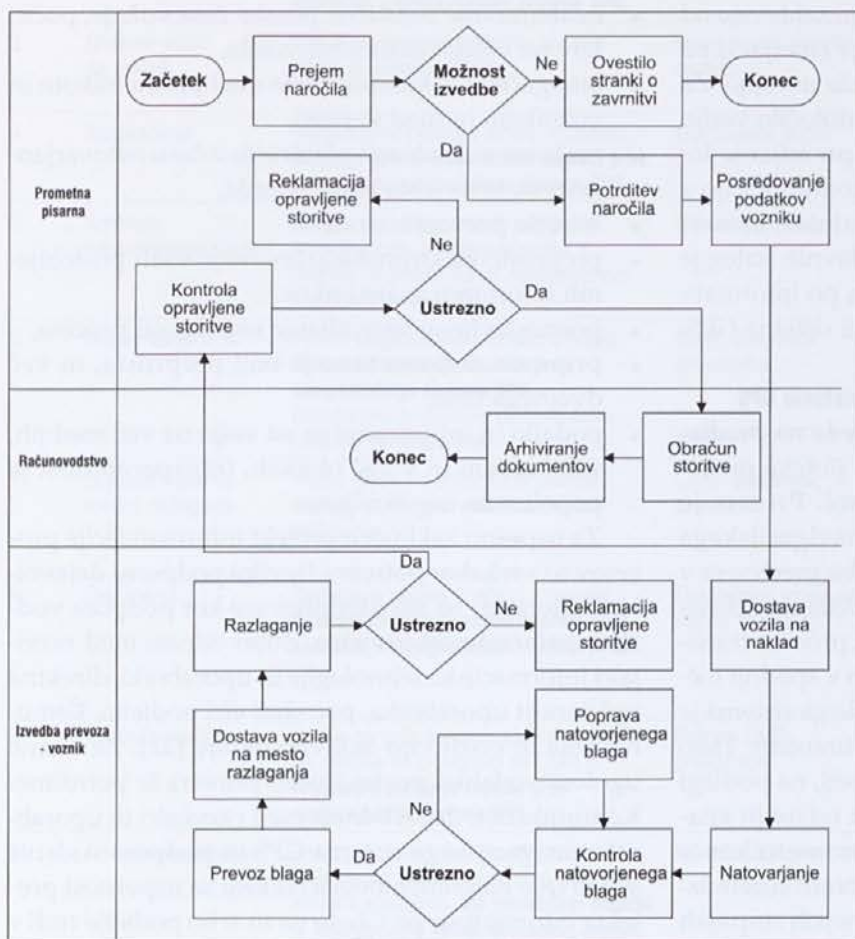 Začetek
Prejem
naročila
Možnost
izvedbe
Ne
Ovestilo
stranki o
zavrnitvi
Konec
Da
Prometna
pisarna
Reklamacija
opravljene
storitve
Potrditev
naročila
Posredovanje
podatkov
vozniku
Ne
Kontrola
opravljene
storitve
Ustrezno
Da
Računovodstvo
Konec
Arhiviranje
dokumentov
Obračun
storitve
Da
Razlaganje
Ustrezno
Ne
Reklamacija
opravljene
storitve
Dostava
vozila na
naklad
Izvedba prevoza
- voznik
Dostava vozila
na mesto
razlaganja
Poprava
natovorjenega
blaga
Ne
Prevoz blaga
Da
Ustrezno
Kontrola
natovorjenega
blaga
Natovarjanje